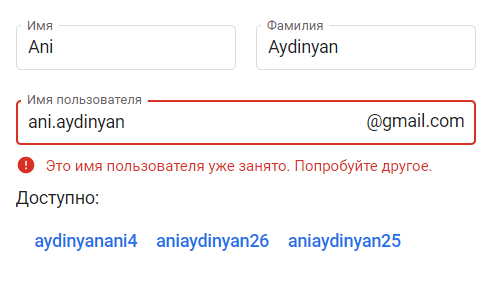 Имя Фамилия
Ani Aydinyan
Имя пользователя
ani.aydinyan @gmail.com
Это имя пользователя уже занято. Попробуйте другое.
Доступно:
aydinyanani4 aniaydinyan26 aniaydinyan25